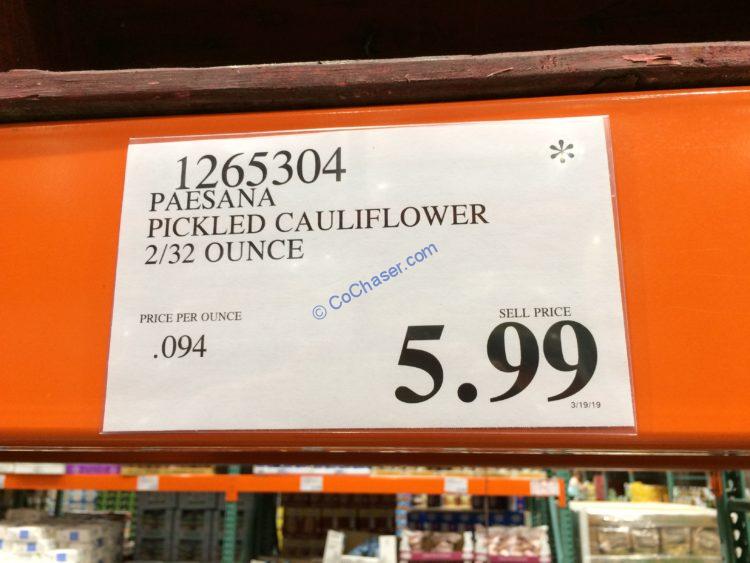 1265304 *
PAESANA
PICKLED CAULIFLOWER
2/32 OUNCE
© CoChaser.com
PRICE PER OUNCE
.094
SELL PRICE
5.99
3/19/19